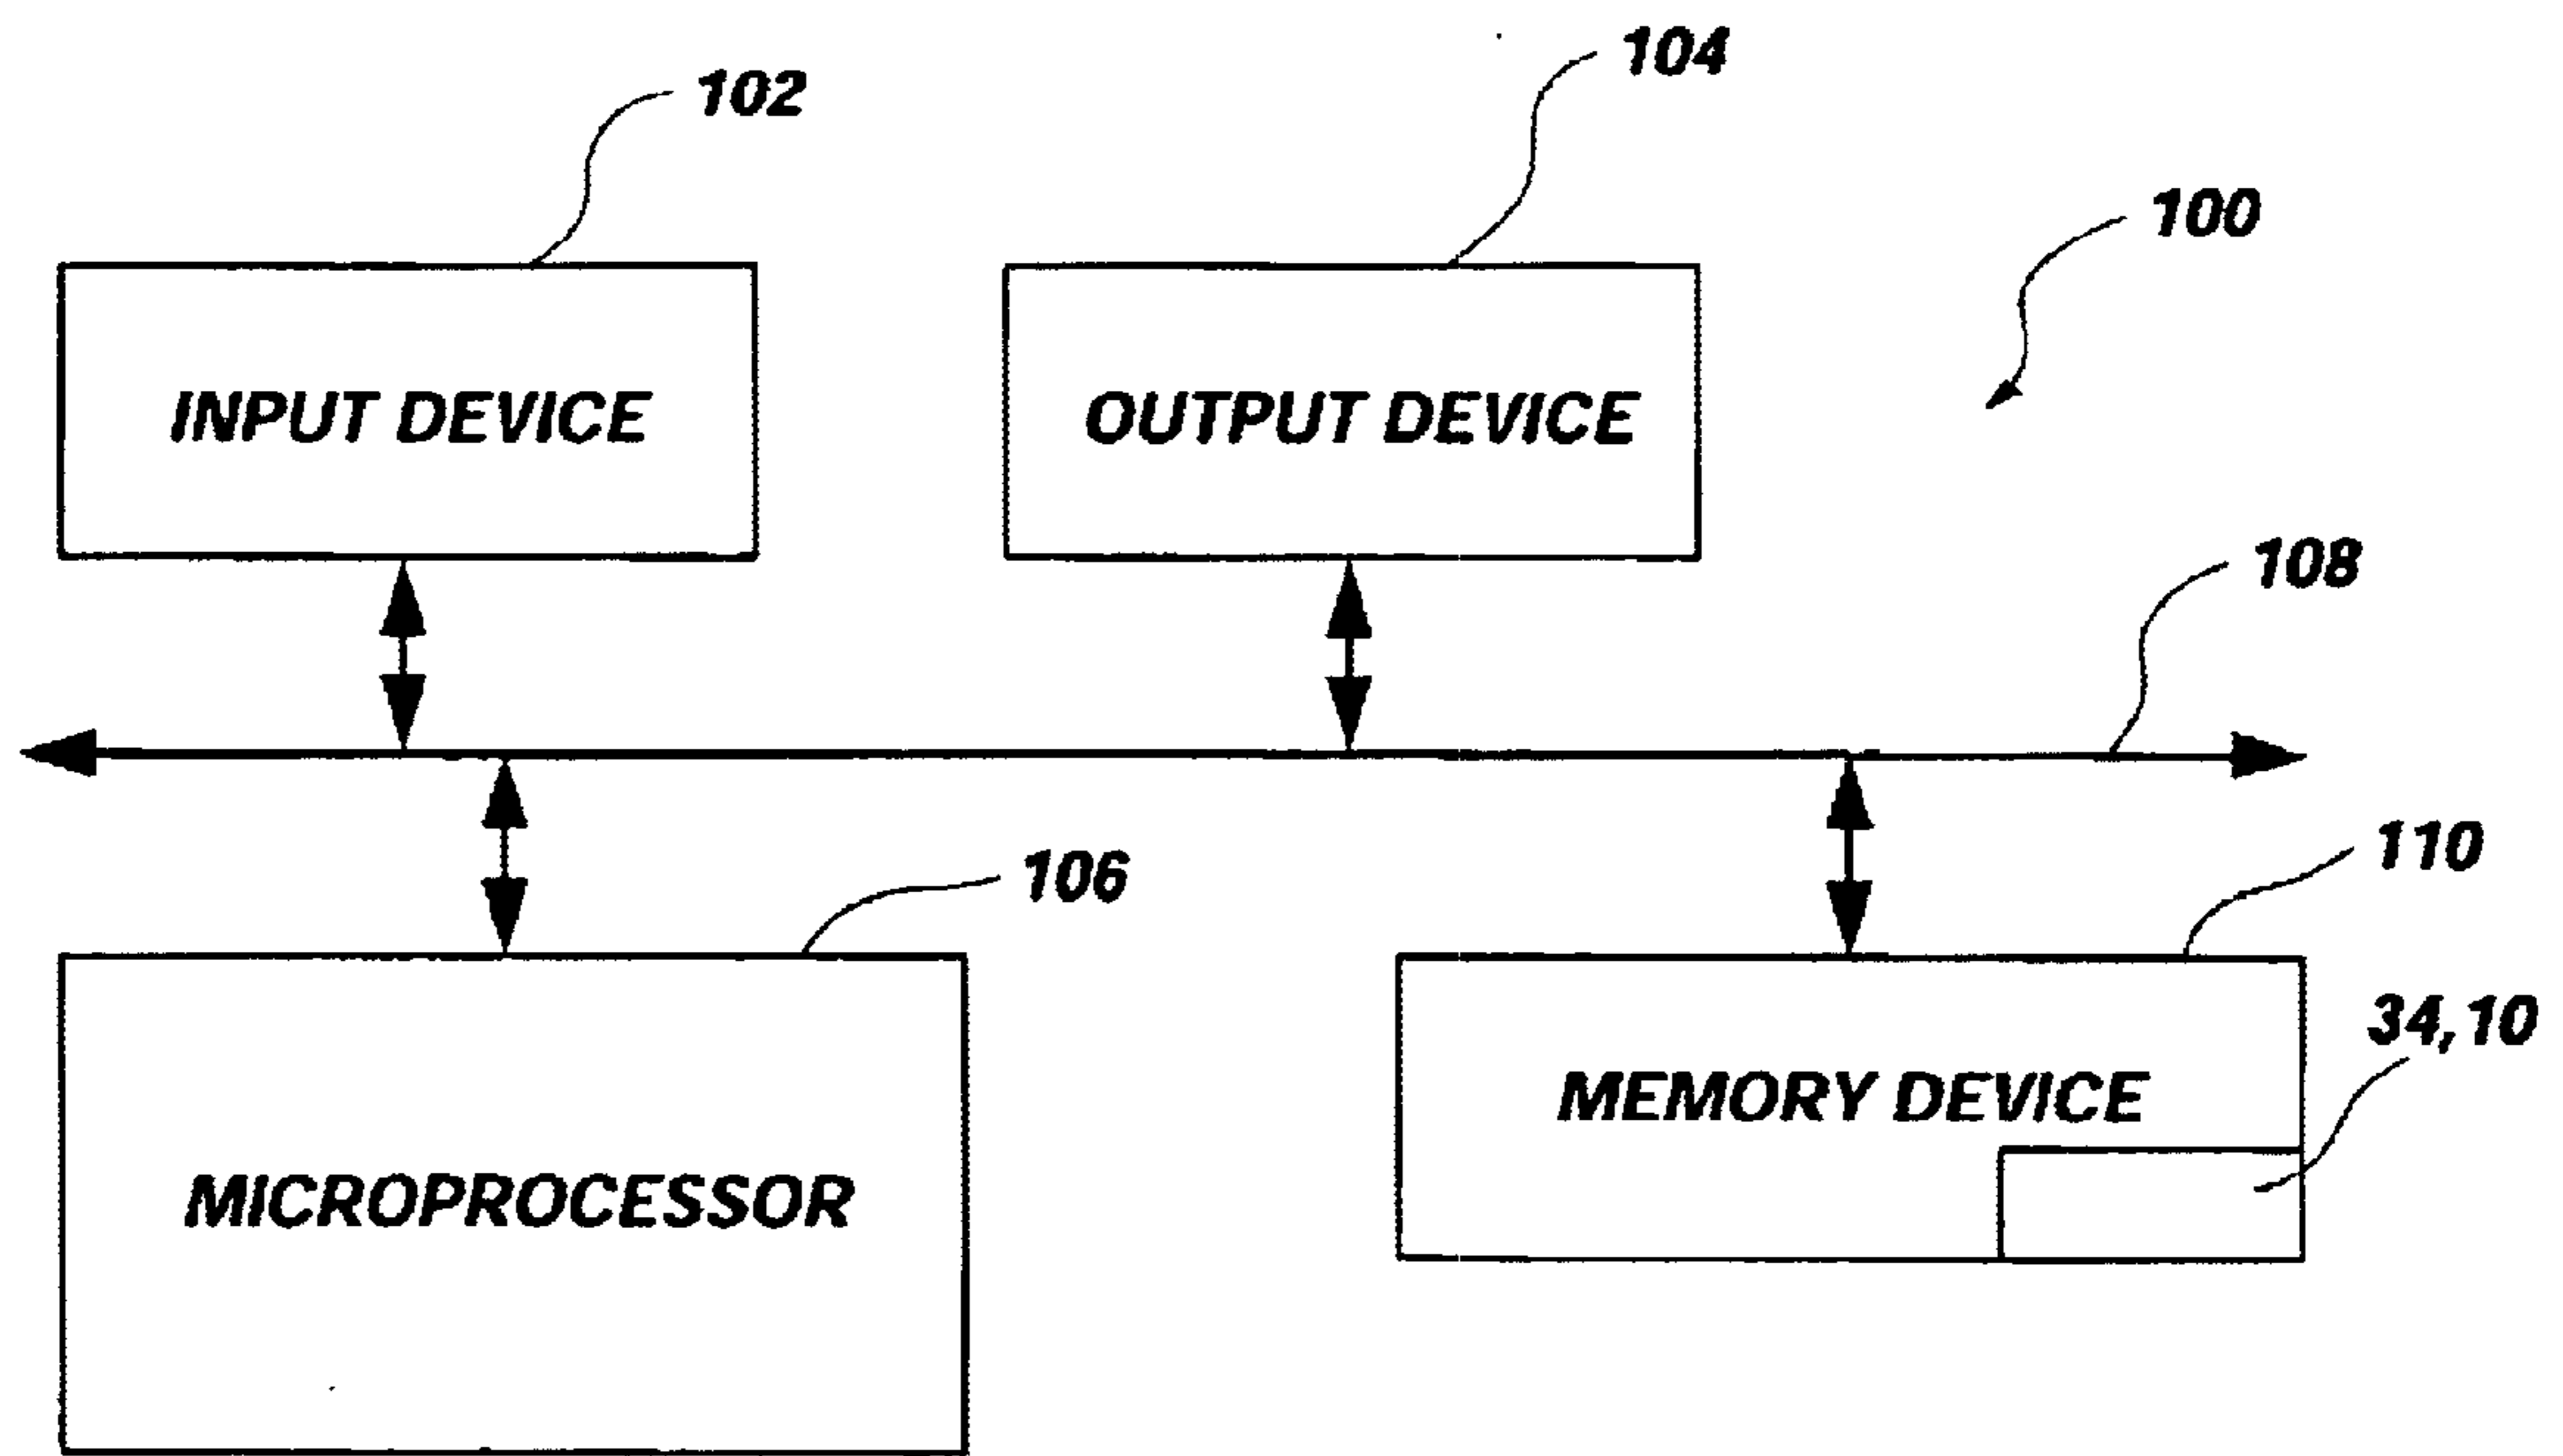 104
102
100
INPUT DEVICE
OUTPUT DEVICE
108
106
110
34,10
MEMORY DEVICE
MICROPROCESSOR